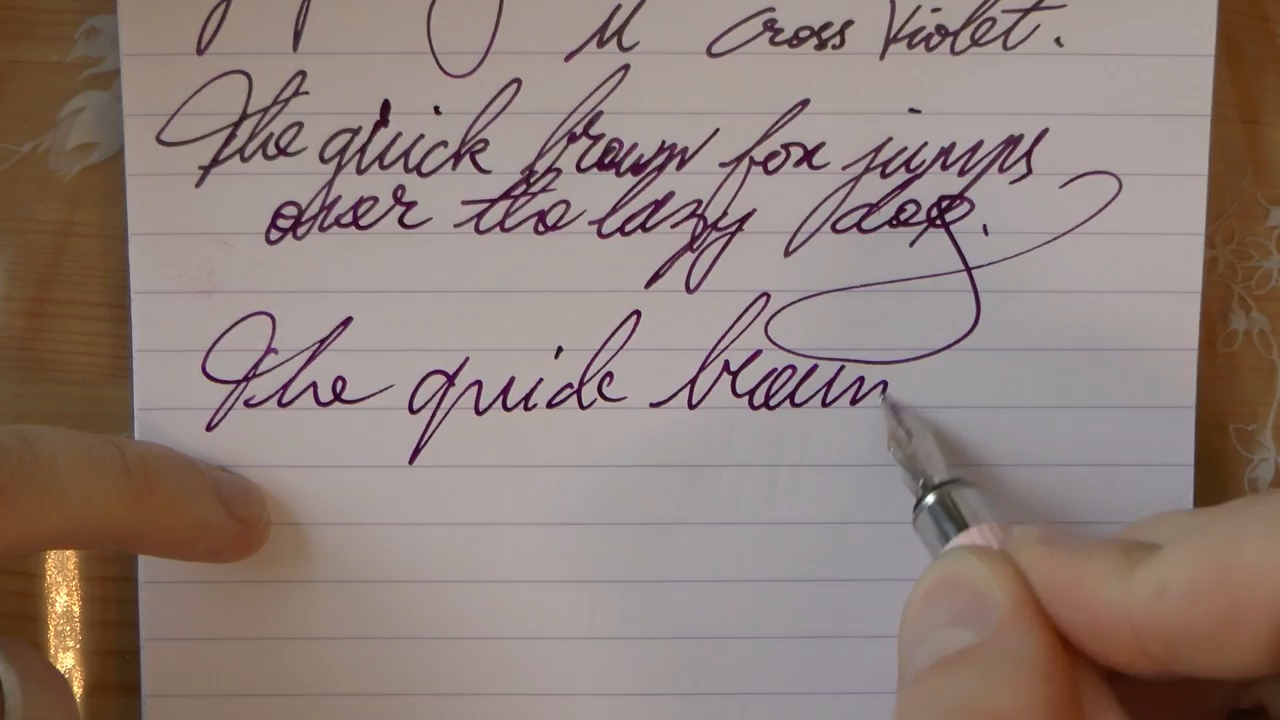 M Cross Violet.
The quick brown fox jumps
over the lazy dog.
The quick brown